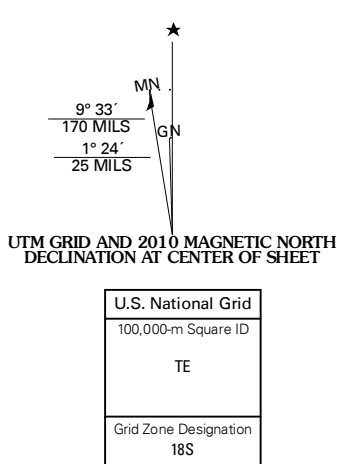 MN
9° 33´
170 MILS
GN
1° 24´
25 MILS
UTM GRID AND 2010 MAGNETIC NORTH
DECLINATION AT CENTER OF SHEET
U.S. National Grid
100,000-m Square ID
TE
Grid Zone Designation
18S